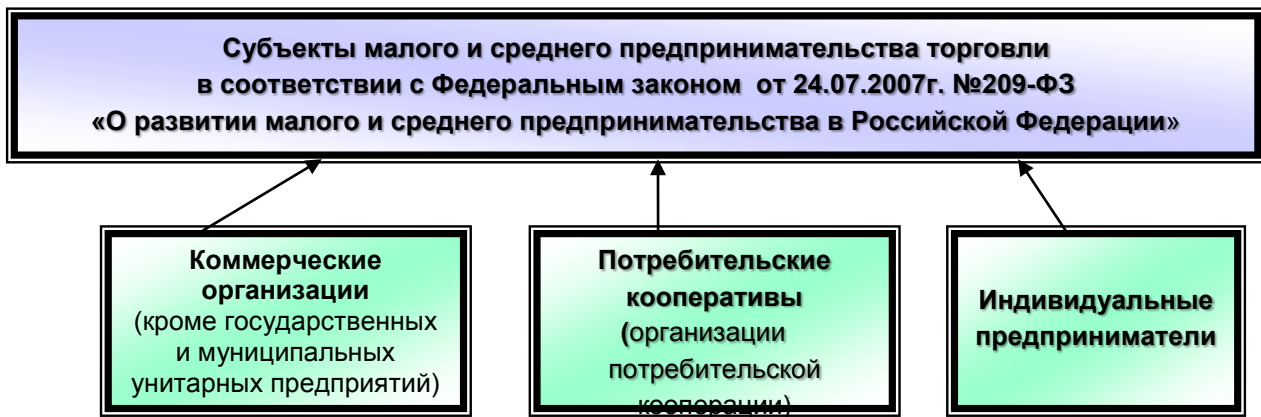 Субъекты малого и среднего предпринимательства торговли
в соответствии с Федеральным законом от 24.07.2007г. №209-ФЗ
«О развитии малого и среднего предпринимательства в Российской Федерации»
Коммерческие
организации
(кроме государственных
и муниципальных
унитарных предприятий)
Потребительские
кооперативы
(организации
потребительской
кооперации)
Индивидуальные
предприниматели